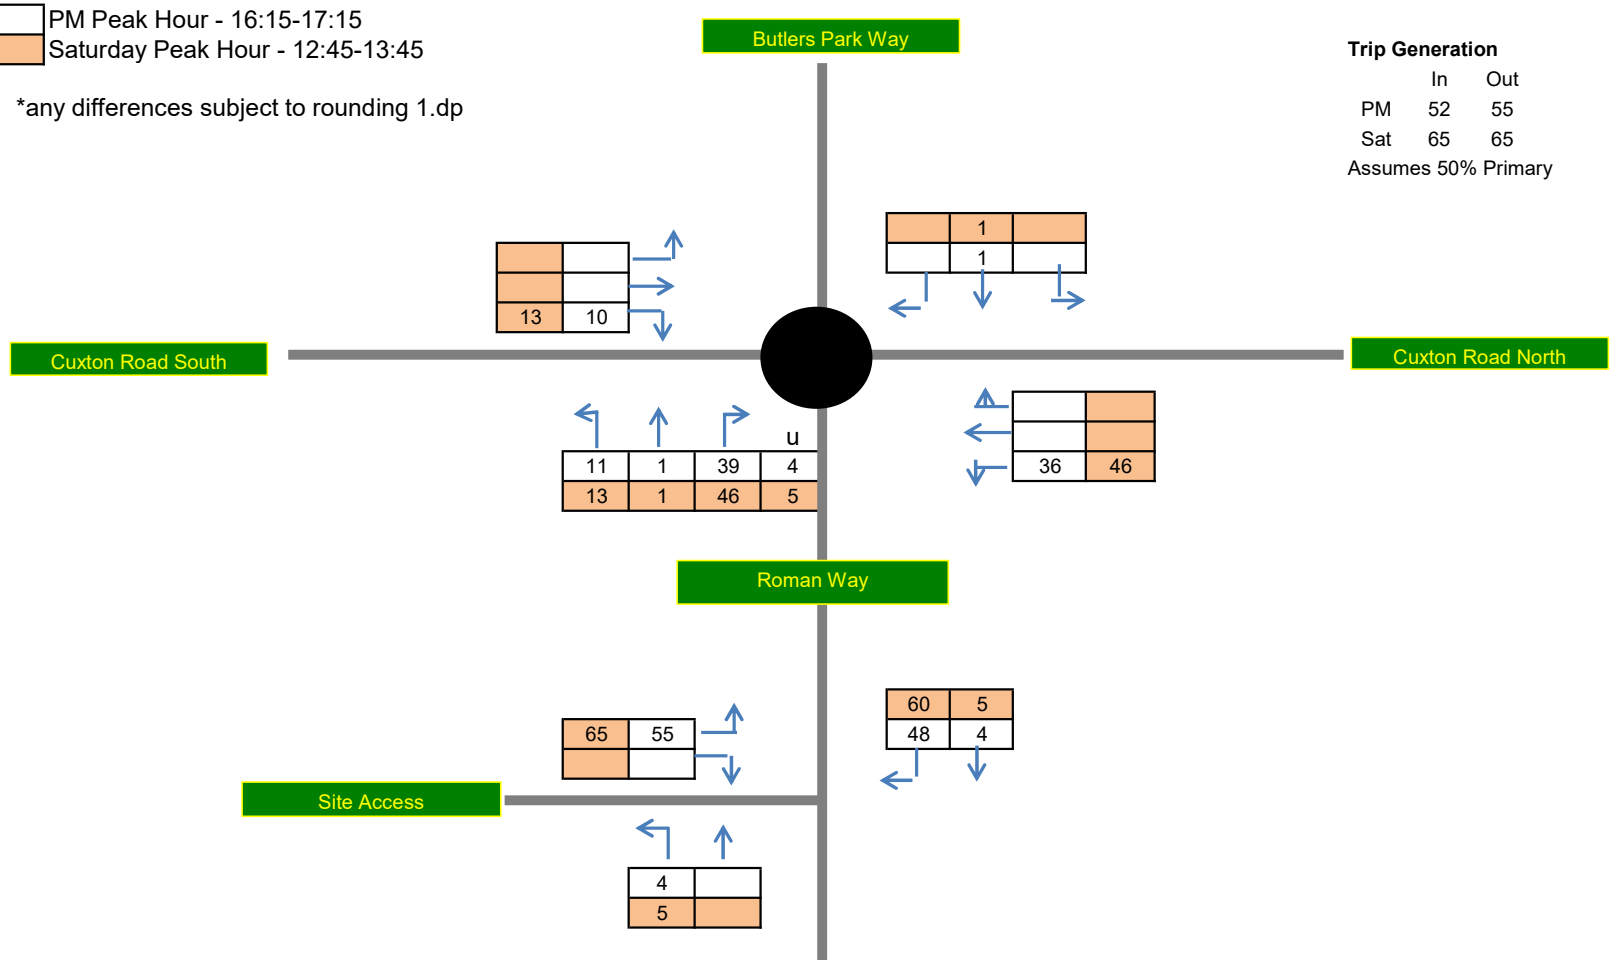 PM Peak Hour - 16:15-17:15
Saturday Peak Hour - 12:45-13:45
*any differences subject to rounding 1.dp
Butlers Park Way
Trip Generation
In Out
PM 52 55
Sat 65 65
Assumes 50% Primary
1
1
13 10
Cuxton Road South
Cuxton Road North
u
11 1 39 4
13 1 46 5
36 46
Roman Way
60 5
48 4
65 55
Site Access
4
5